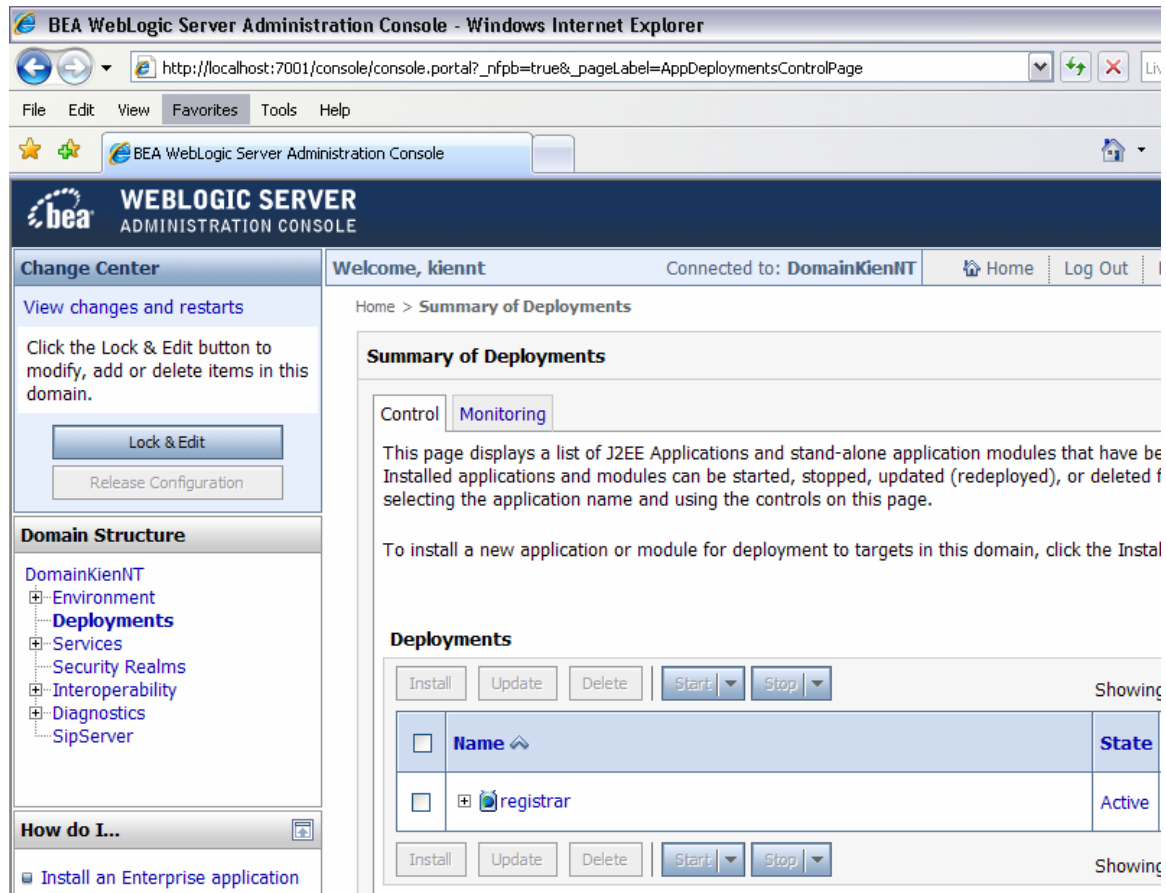 BEA WebLogic Server Administration Console - Windows Internet Explorer
http://localhost:7001/console/console.portal?_nfpb=true&_pageLabel=AppDeploymentsControlPage
File Edit View Favorites Tools Help
BEA WebLogic Server Administration Console
bea WEBLOGIC SERVER
ADMINISTRATION CONSOLE
Change Center
View changes and restarts
Click the Lock & Edit button to
modify, add or delete items in this
domain.
Lock & Edit
Release Configuration
Domain Structure
DomainKienNT
Environment
Deployments
Services
Security Realms
Interoperability
Diagnostics
SipServer
How do I...
Install an Enterprise application
Welcome, kiennt Connected to: DomainKienNT Home Log Out
Home > Summary of Deployments
Summary of Deployments
Control Monitoring
This page displays a list of J2EE Applications and stand-alone application modules that have be
Installed applications and modules can be started, stopped, updated (redeployed), or deleted f
selecting the application name and using the controls on this page.
To install a new application or module for deployment to targets in this domain, click the Instal
Deployments
Install Update Delete Start Stop Showing
Name State
registrar Active
Install Update Delete Start Stop Showing